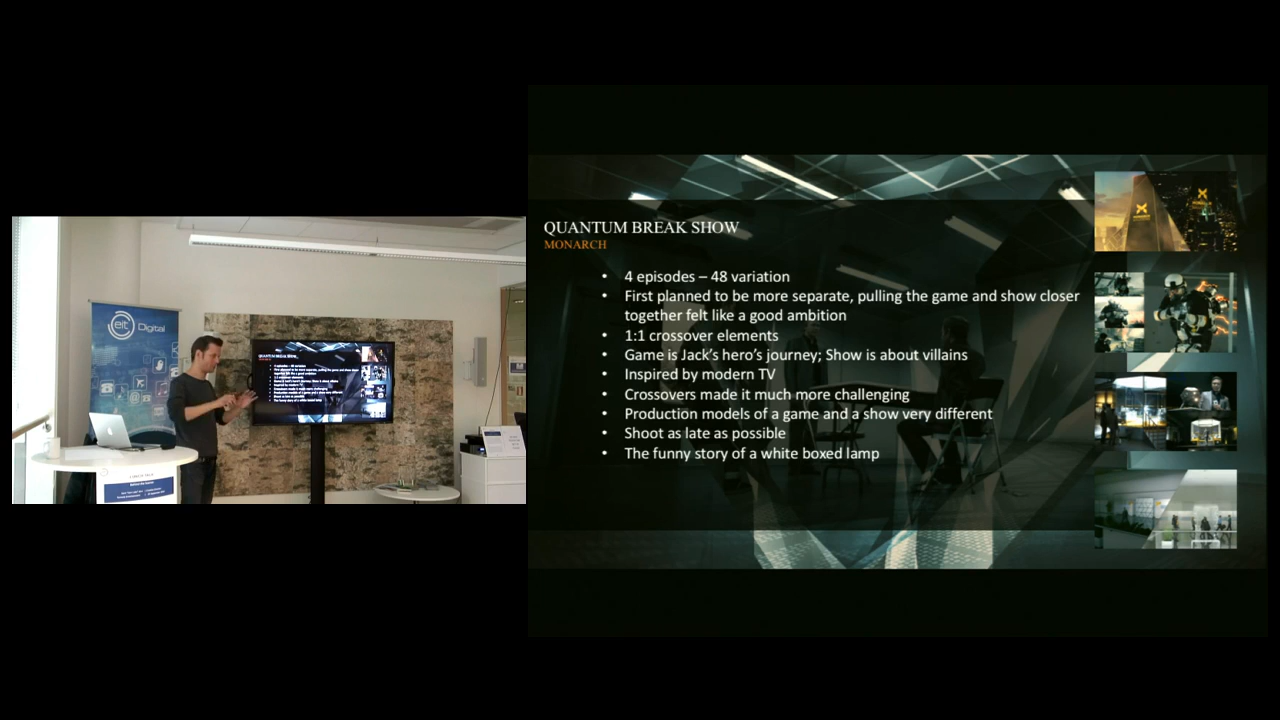 eit Digital
QUANTUM BREAK SHOW
MONARCH
• 4 episodes – 48 variation
• First planned to be more separate, pulling the game and show closer
together felt like a good ambition
• 1:1 crossover elements
• Game is Jack's hero's journey; Show is about villains
• Inspired by modern TV
• Crossovers made it much more challenging
• Production models of a game and a show very different
• Shoot as late as possible
• The funny story of a white boxed lamp